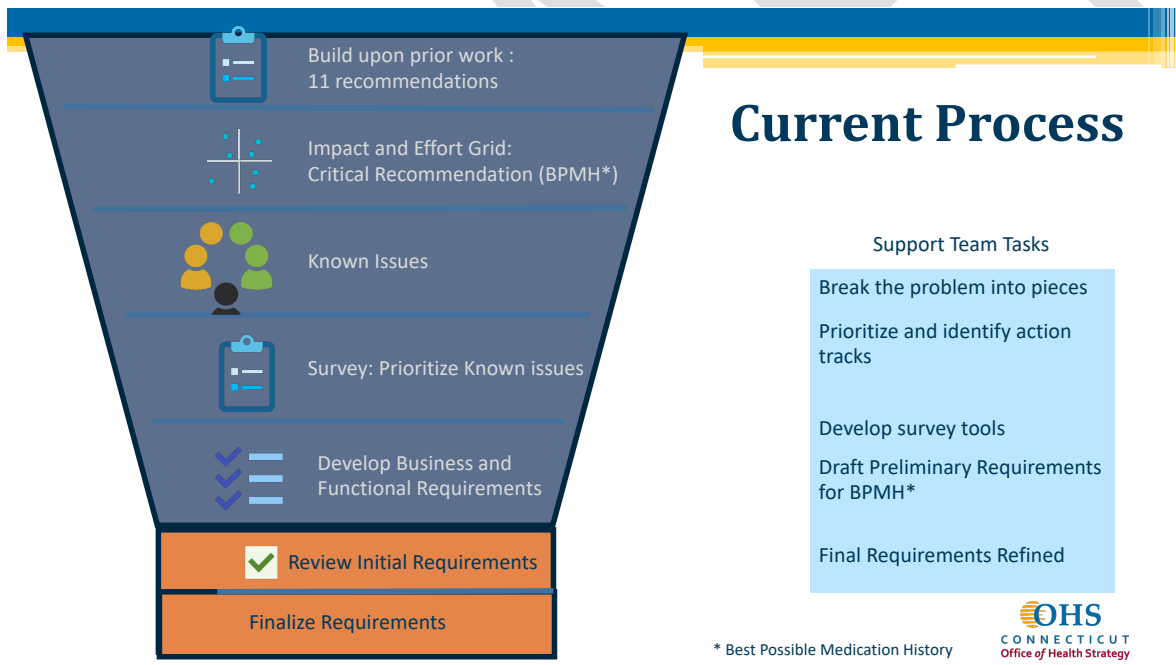 Build upon prior work :
11 recommendations
Impact and Effort Grid:
Critical Recommendation (BPMH*)
Known Issues
Survey: Prioritize Known issues
Develop Business and
Functional Requirements
Review Initial Requirements
Finalize Requirements
Current Process
Support Team Tasks
Break the problem into pieces
Prioritize and identify action
tracks
Develop survey tools
Draft Preliminary Requirements
for BPMH*
Final Requirements Refined
* Best Possible Medication History
OHS
CONNECTICUT
Office of Health Strategy